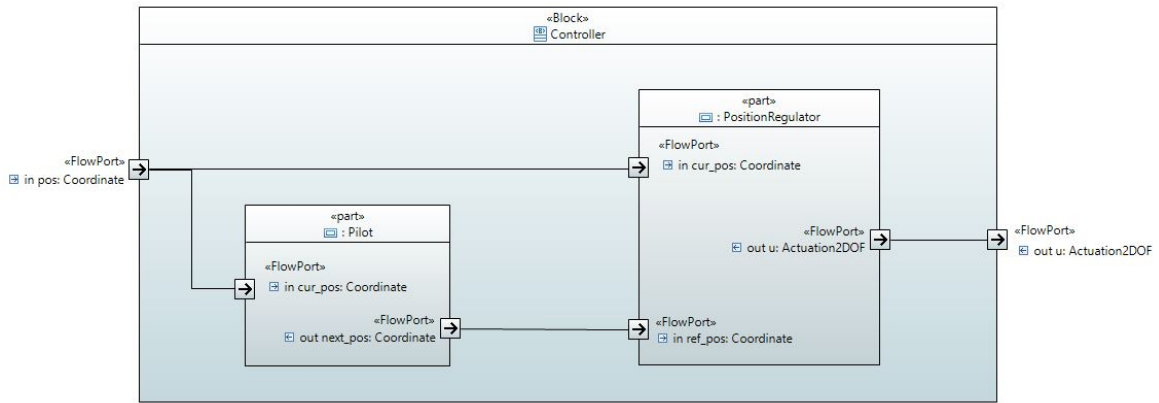 «Block»
Controller
«part»
: PositionRegulator
«FlowPort»
in cur_pos: Coordinate
«FlowPort»
in pos: Coordinate
«part»
: Pilot
«FlowPort»
out u: Actuation2DOF
«FlowPort»
out u: Actuation2DOF
«FlowPort»
in cur_pos: Coordinate
«FlowPort»
out next_pos: Coordinate
«FlowPort»
in ref_pos: Coordinate